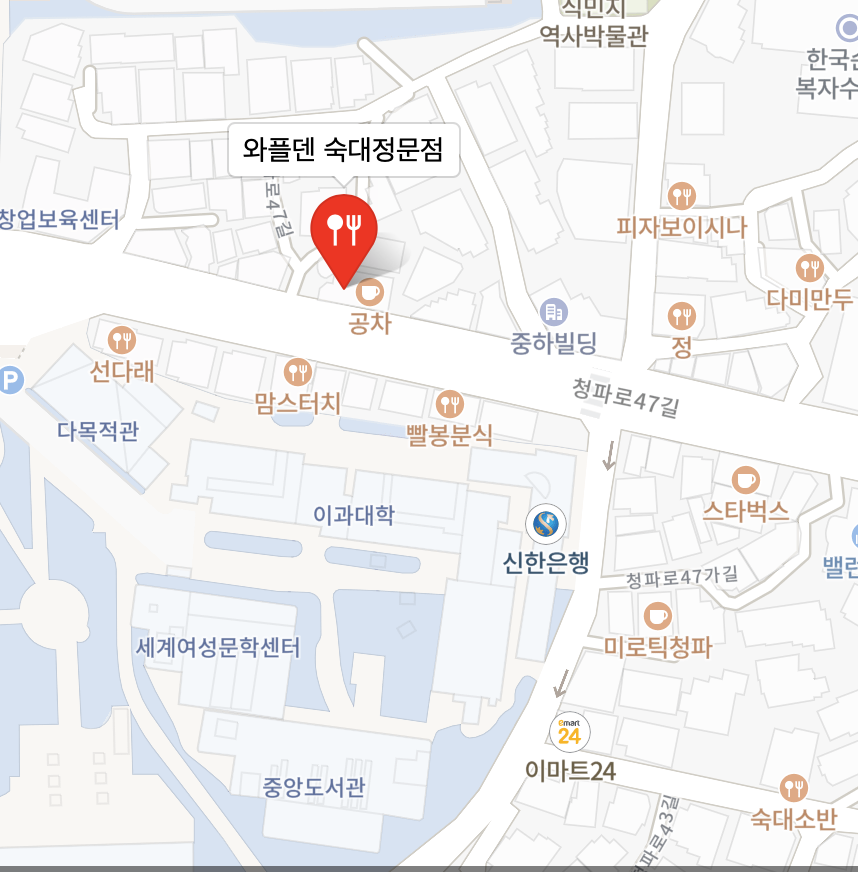 식민지
역사박물관
한국
복자수
와플덴 숙대정문점
파로47길
창업보육센터
피자보이시나
다미만두
공차
중하빌딩
정
선다래
P
맘스터치
청파로47길
빨봉분식
다목적관
스타벅스
이과대학
신한은행
밸런
청파로47가길
미로틱청파
세계여성문학센터
emart
24
이마트24
중앙도서관
숙대소반
파로43길